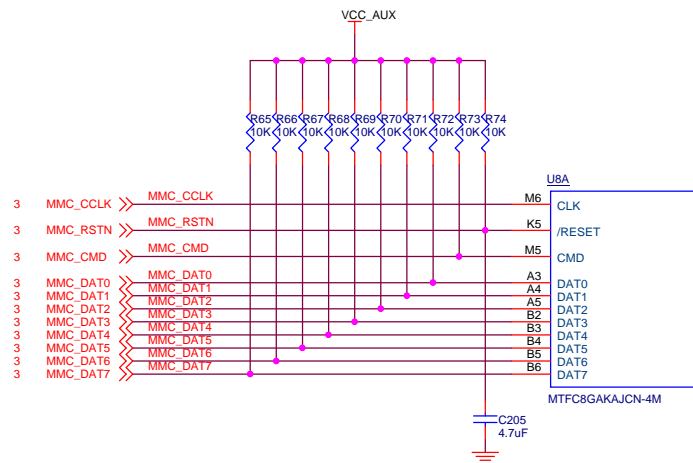 VCC_AUX
R65 R66 R67 R68 R69 R70 R71 R72 R73 R74
10K 10K 10K 10K 10K 10K 10K 10K 10K 10K
U8A
3 MMC_CCLK MMC_CCLK M6 CLK
3 MMC_RSTN MMC_RSTN K5 /RESET
3 MMC_CMD MMC_CMD M5 CMD
3 MMC_DAT0 MMC_DAT0 A3 DAT0
3 MMC_DAT1 MMC_DAT1 A4 DAT1
3 MMC_DAT2 MMC_DAT2 A5 DAT2
3 MMC_DAT3 MMC_DAT3 B2 DAT3
3 MMC_DAT4 MMC_DAT4 B3 DAT4
3 MMC_DAT5 MMC_DAT5 B4 DAT5
3 MMC_DAT6 MMC_DAT6 B5 DAT6
3 MMC_DAT7 MMC_DAT7 B6 DAT7
MTFC8GAKAJCN-4M
C205
4.7uF